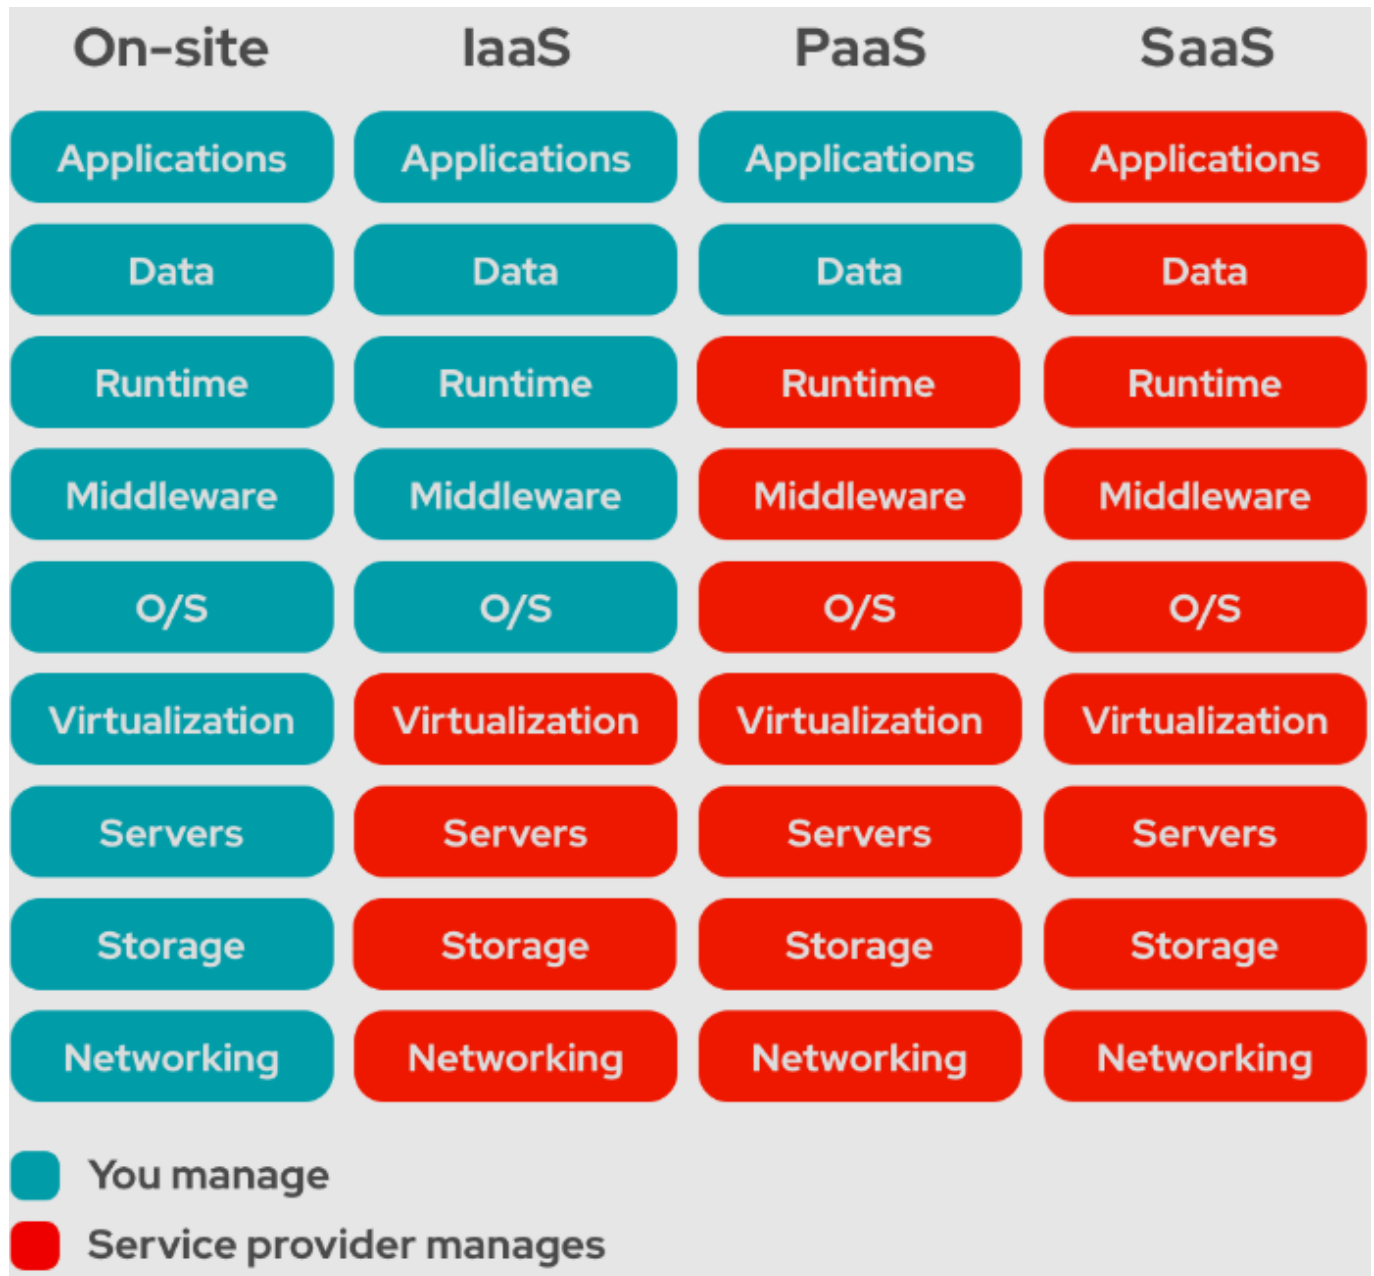 On-site IaaS PaaS SaaS
Applications Applications Applications Applications
Data Data Data Data
Runtime Runtime Runtime Runtime
Middleware Middleware Middleware Middleware
O/S O/S O/S O/S
Virtualization Virtualization Virtualization Virtualization
Servers Servers Servers Servers
Storage Storage Storage Storage
Networking Networking Networking Networking
You manage
Service provider manages